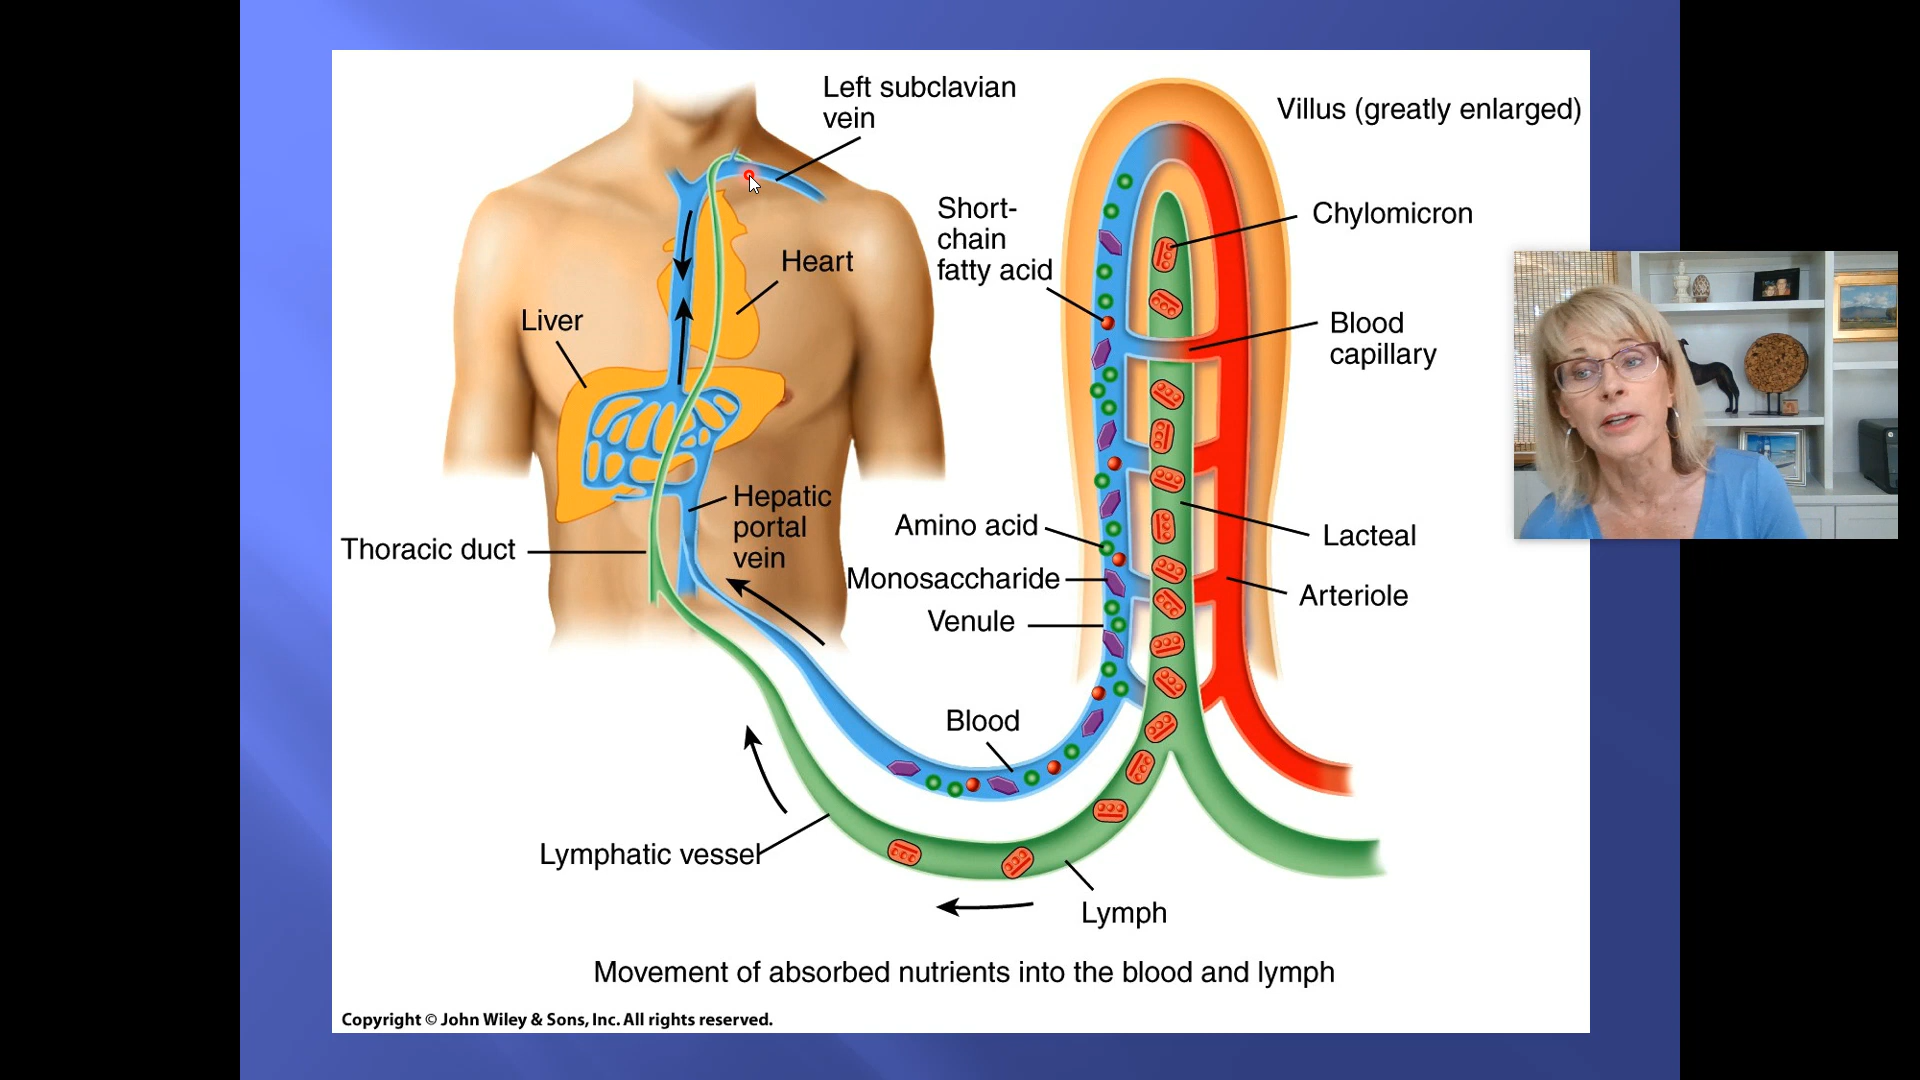 Left subclavian
vein
Villus (greatly enlarged)
Short-
chain
fatty acid
Chylomicron
Heart
Liver
Blood
capillary
Hepatic
portal
vein
Amino acid
Lacteal
Thoracic duct
Monosaccharide
Arteriole
Venule
Blood
Lymphatic vessel
Lymph
Movement of absorbed nutrients into the blood and lymph
Copyright © John Wiley & Sons, Inc. All rights reserved.